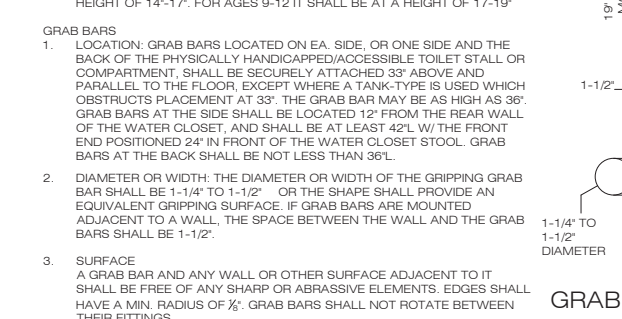 HEIGHT OF 14"-17". FOR AGES 9-12 IT SHALL BE AT A HEIGHT OF 17-19"
GRAB BARS
1. LOCATION: GRAB BARS LOCATED ON EA. SIDE, OR ONE SIDE AND THE
BACK OF THE PHYSICALLY HANDICAPPED/ACCESSIBLE TOILET STALL OR
COMPARTMENT, SHALL BE SECURELY ATTACHED 33" ABOVE AND
PARALLEL TO THE FLOOR, EXCEPT WHERE A TANK-TYPE IS USED WHICH
OBSTRUCTS PLACEMENT AT 33". THE GRAB BAR MAY BE AS HIGH AS 36".
GRAB BARS AT THE SIDE SHALL BE LOCATED 12" FROM THE REAR WALL
OF THE WATER CLOSET, AND SHALL BE AT LEAST 42"L W/ THE FRONT
END POSITIONED 24" IN FRONT OF THE WATER CLOSET STOOL. GRAB
BARS AT THE BACK SHALL BE NOT LESS THAN 36"L.
2. DIAMETER OR WIDTH: THE DIAMETER OR WIDTH OF THE GRIPPING GRAB
BAR SHALL BE 1-1/4" TO 1-1/2" OR THE SHAPE SHALL PROVIDE AN
EQUIVALENT GRIPPING SURFACE. IF GRAB BARS ARE MOUNTED
ADJACENT TO A WALL, THE SPACE BETWEEN THE WALL AND THE GRAB
BARS SHALL BE 1-1/2".
3. SURFACE
A GRAB BAR AND ANY WALL OR OTHER SURFACE ADJACENT TO IT
SHALL BE FREE OF ANY SHARP OR ABRASSIVE ELEMENTS. EDGES SHALL
HAVE A MIN. RADIUS OF ⅛". GRAB BARS SHALL NOT ROTATE BETWEEN
THEIR FITTINGS.
19"
1-1/2"
1-1/4" TO
1-1/2"
DIAMETER
GRAB